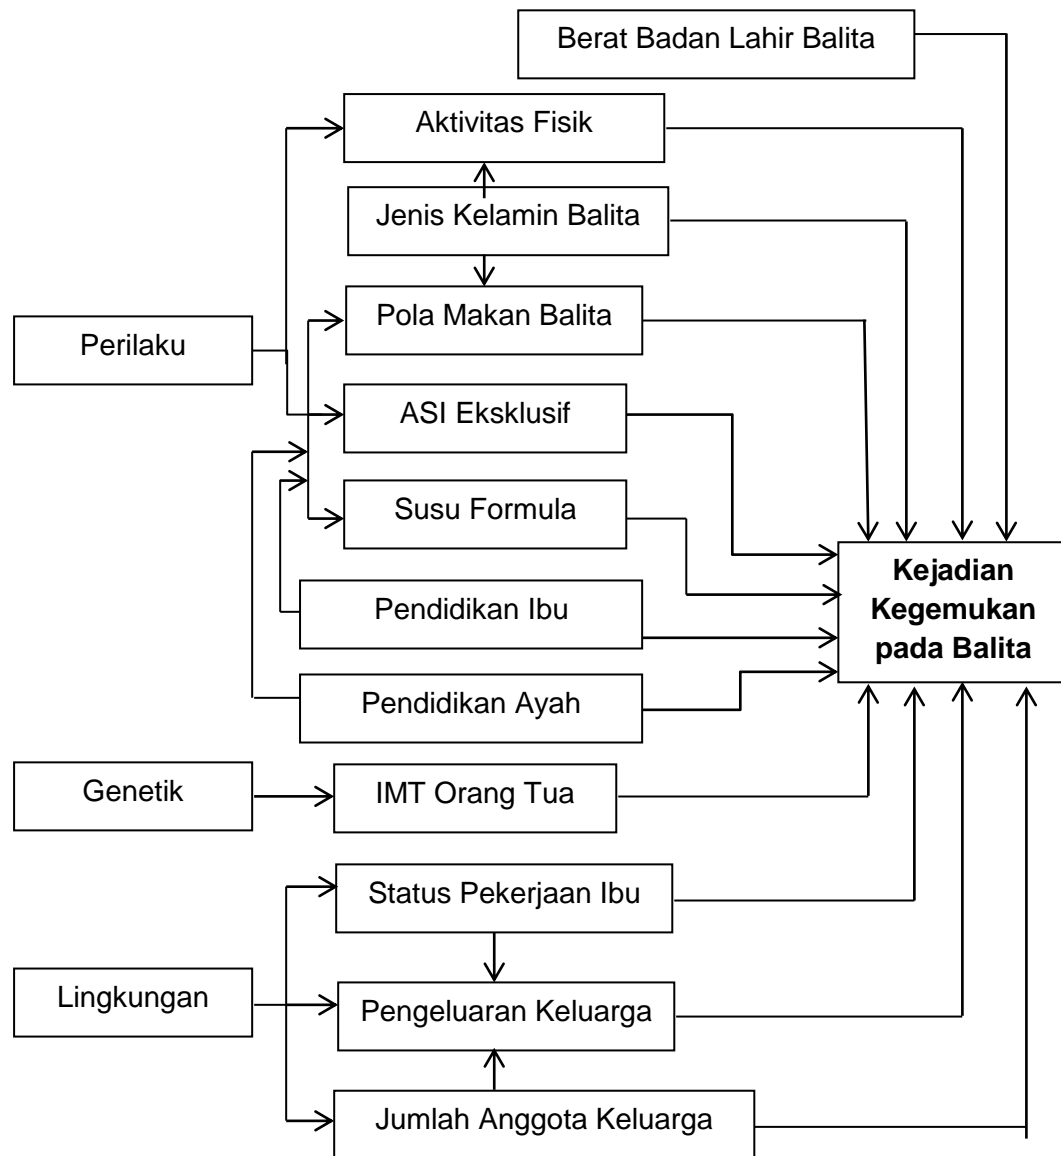 Berat Badan Lahir Balita
Aktivitas Fisik
Jenis Kelamin Balita
Pola Makan Balita
Perilaku
ASI Eksklusif
Susu Formula
Kejadian
Kegemukan
pada Balita
Pendidikan Ibu
Pendidikan Ayah
Genetik
IMT Orang Tua
Status Pekerjaan Ibu
Lingkungan
Pengeluaran Keluarga
Jumlah Anggota Keluarga